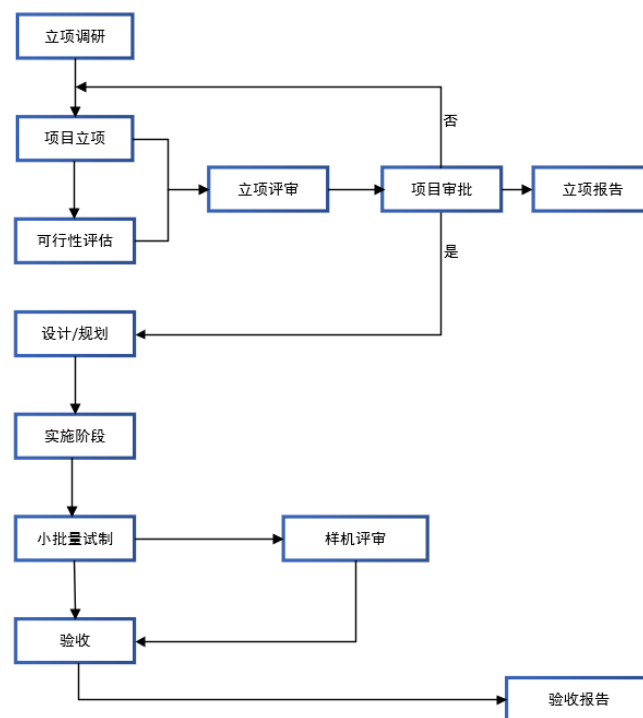 立项调研
否
项目立项
立项评审
项目审批
立项报告
可行性评估
是
设计/规划
实施阶段
小批量试制
样机评审
验收
验收报告